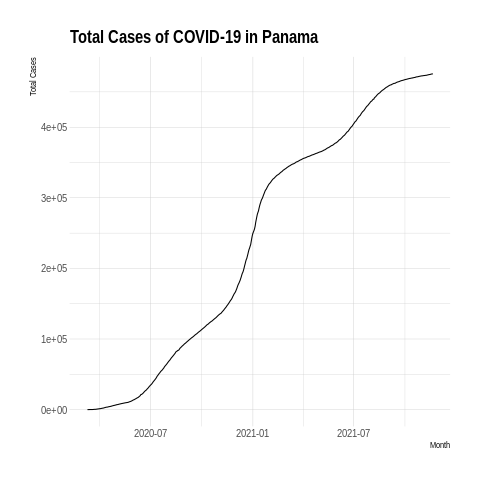 Total Cases of COVID-19 in Panama
Total Cases
4e+05
3e+05
2e+05
1e+05
0e+00
2020-07 2021-01 2021-07
Month